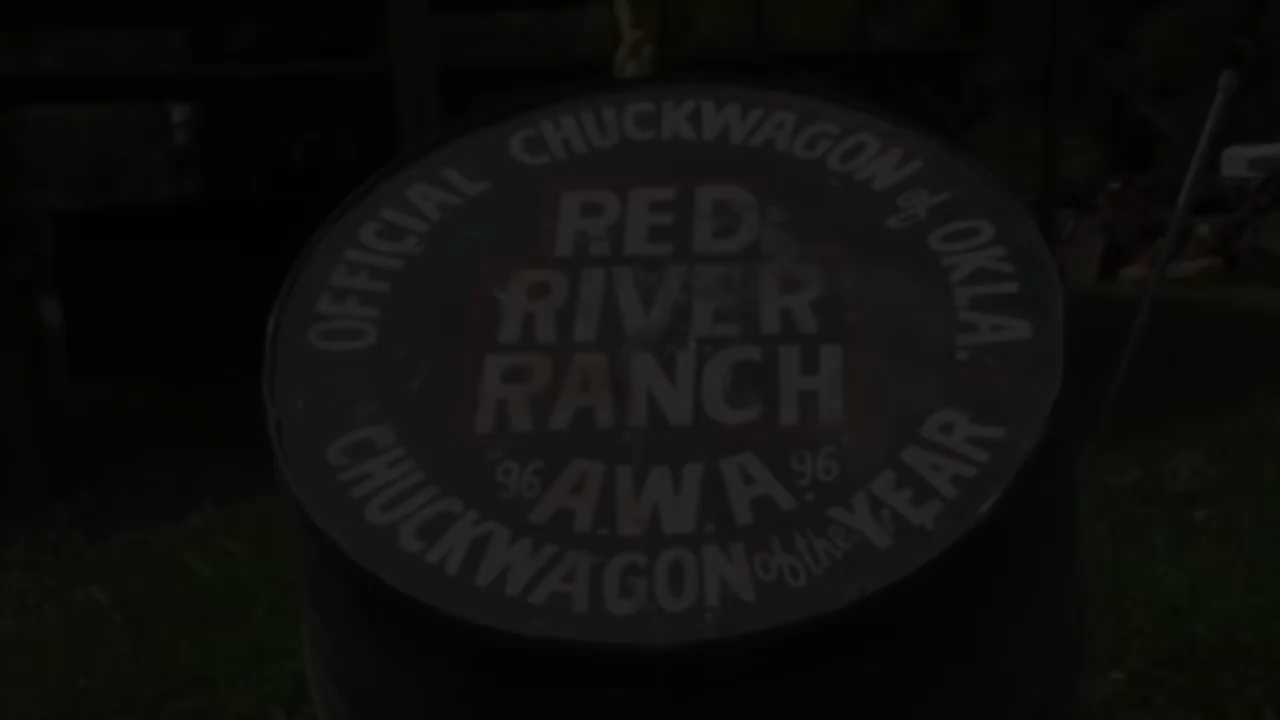 OFFICIAL CHUCKWAGON of OKLA.
RED
RIVER
RANCH
'96 A.W.A. 96
CHUCKWAGON of the YEAR